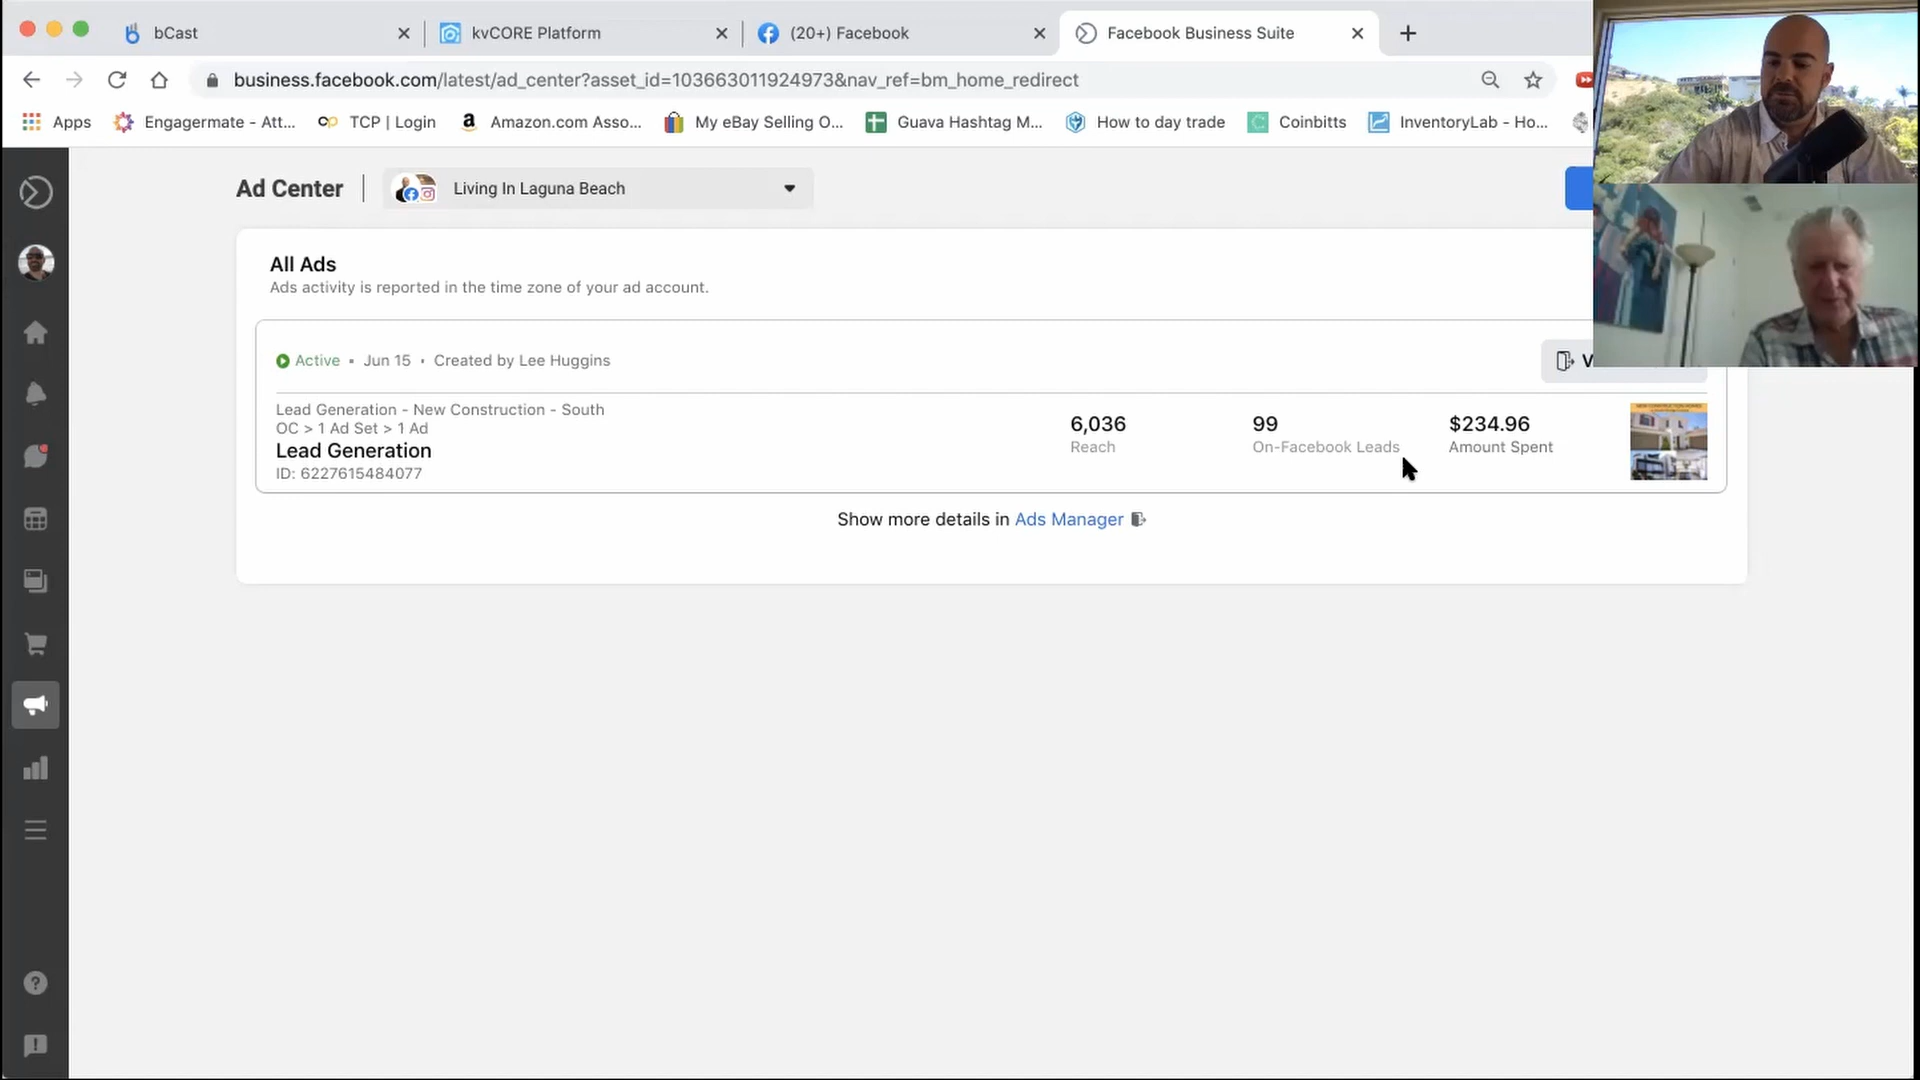 bCast
kvCORE Platform
(20+) Facebook
Facebook Business Suite
business.facebook.com/latest/ad_center?asset_id=103663011924973&nav_ref=bm_home_redirect
Apps
Engagermate - Att...
TCP | Login
Amazon.com Asso...
My eBay Selling O...
Guava Hashtag M...
How to day trade
Coinbitts
InventoryLab - Ho...
Ad Center
Living In Laguna Beach
All Ads
Ads activity is reported in the time zone of your ad account.
Active • Jun 15 • Created by Lee Huggins
V
Lead Generation - New Construction - South
OC > 1 Ad Set > 1 Ad
Lead Generation
ID: 6227615484077
6,036
Reach
99
On-Facebook Leads
$234.96
Amount Spent
Show more details in Ads Manager